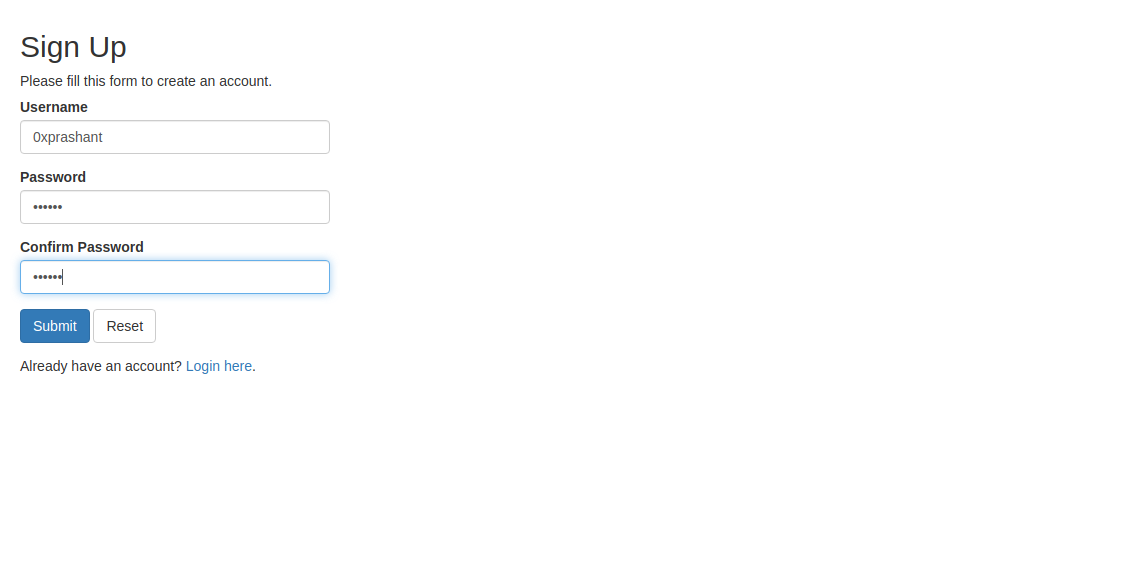 Sign Up
Please fill this form to create an account.
Username
0xprashant
Password
••••••
Confirm Password
••••••
Submit Reset
Already have an account? Login here.